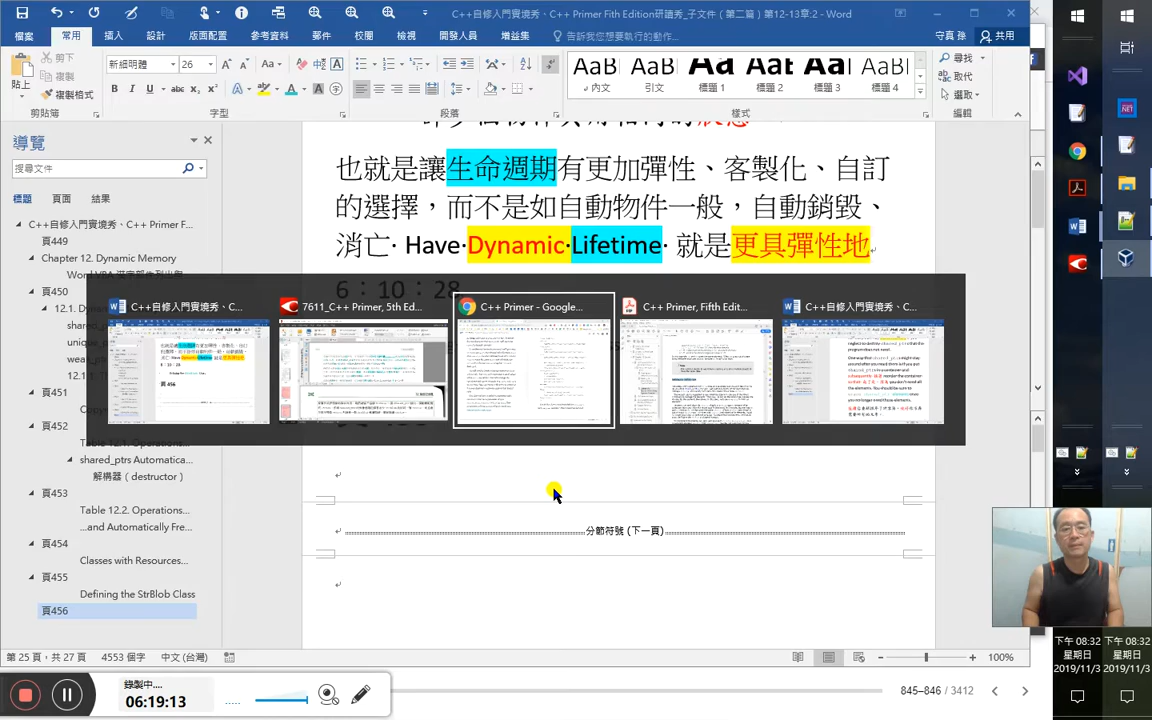 C++自修入門實境秀、C++ Primer Fith Edition研讀秀_子文件（第二篇）第12-13章:2 - Word
檔案 常用 插入 設計 版面配置 參考資料 郵件 校閱 檢視 開發人員 增益集 告訴我您想要執行的動作... 守真 孫 共用
剪下
複製
複製格式
貼上
新細明體 26
AaB AaB Aa AaB Aal AaBl
內文 內文 標題 1 標題 2 標題 3 標題 4
尋找
取代
選取
剪貼簿 字型 段落 樣式 編輯
導覽
搜尋文件
標題 頁面 結果
C++自修入門實境秀、C++ Primer F...
頁449
Chapter 12. Dynamic Memory
頁450
12.1. D
shared
unique_p
weak_
12.1.
頁451
Copy
頁452
Table 12.1. Operations...
shared_ptrs Automatica...
解構器（destructor）
頁453
Table 12.2. Operations...
...and Automatically Fre...
頁454
Classes with Resources...
頁455
Defining the StrBlob Class
頁456
也就是讓生命週期有更加彈性、客製化、自訂
的選擇，而不是如自動物件一般，自動銷毀、
消亡· Have·Dynamic·Lifetime· 就是更具彈性地
6：10：28
C++自修入門實境秀、C...
7611_C++ Primer, 5th Ed...
C++ Primer - Google...
C++ Primer, Fifth Edit...
C++自修入門實境秀、C...
頁 456
分節符號 (下一頁)
第 25 頁，共 27 頁 4553 個字 中文 (台灣) 100%
錄製中....
06:19:13
845–846 / 3412
下午 08:32 下午 08:32
星期日 星期日
2019/11/3 2019/11/3